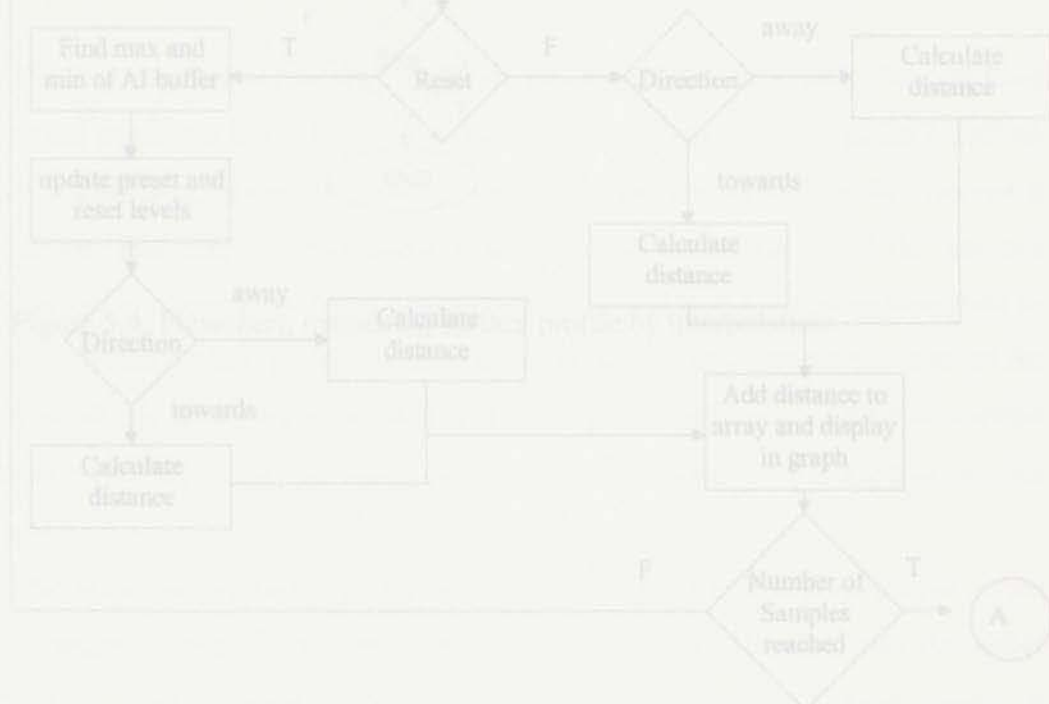 away
T
F
Find max and
min of AI buffer
Reset
Direction
Calculate
distance
update preset and
reset levels
towards
Calculate
distance
away
Direction
Calculate
distance
towards
Add distance to
array and display
in graph
Calculate
distance
F
T
Number of
Samples
reached
A